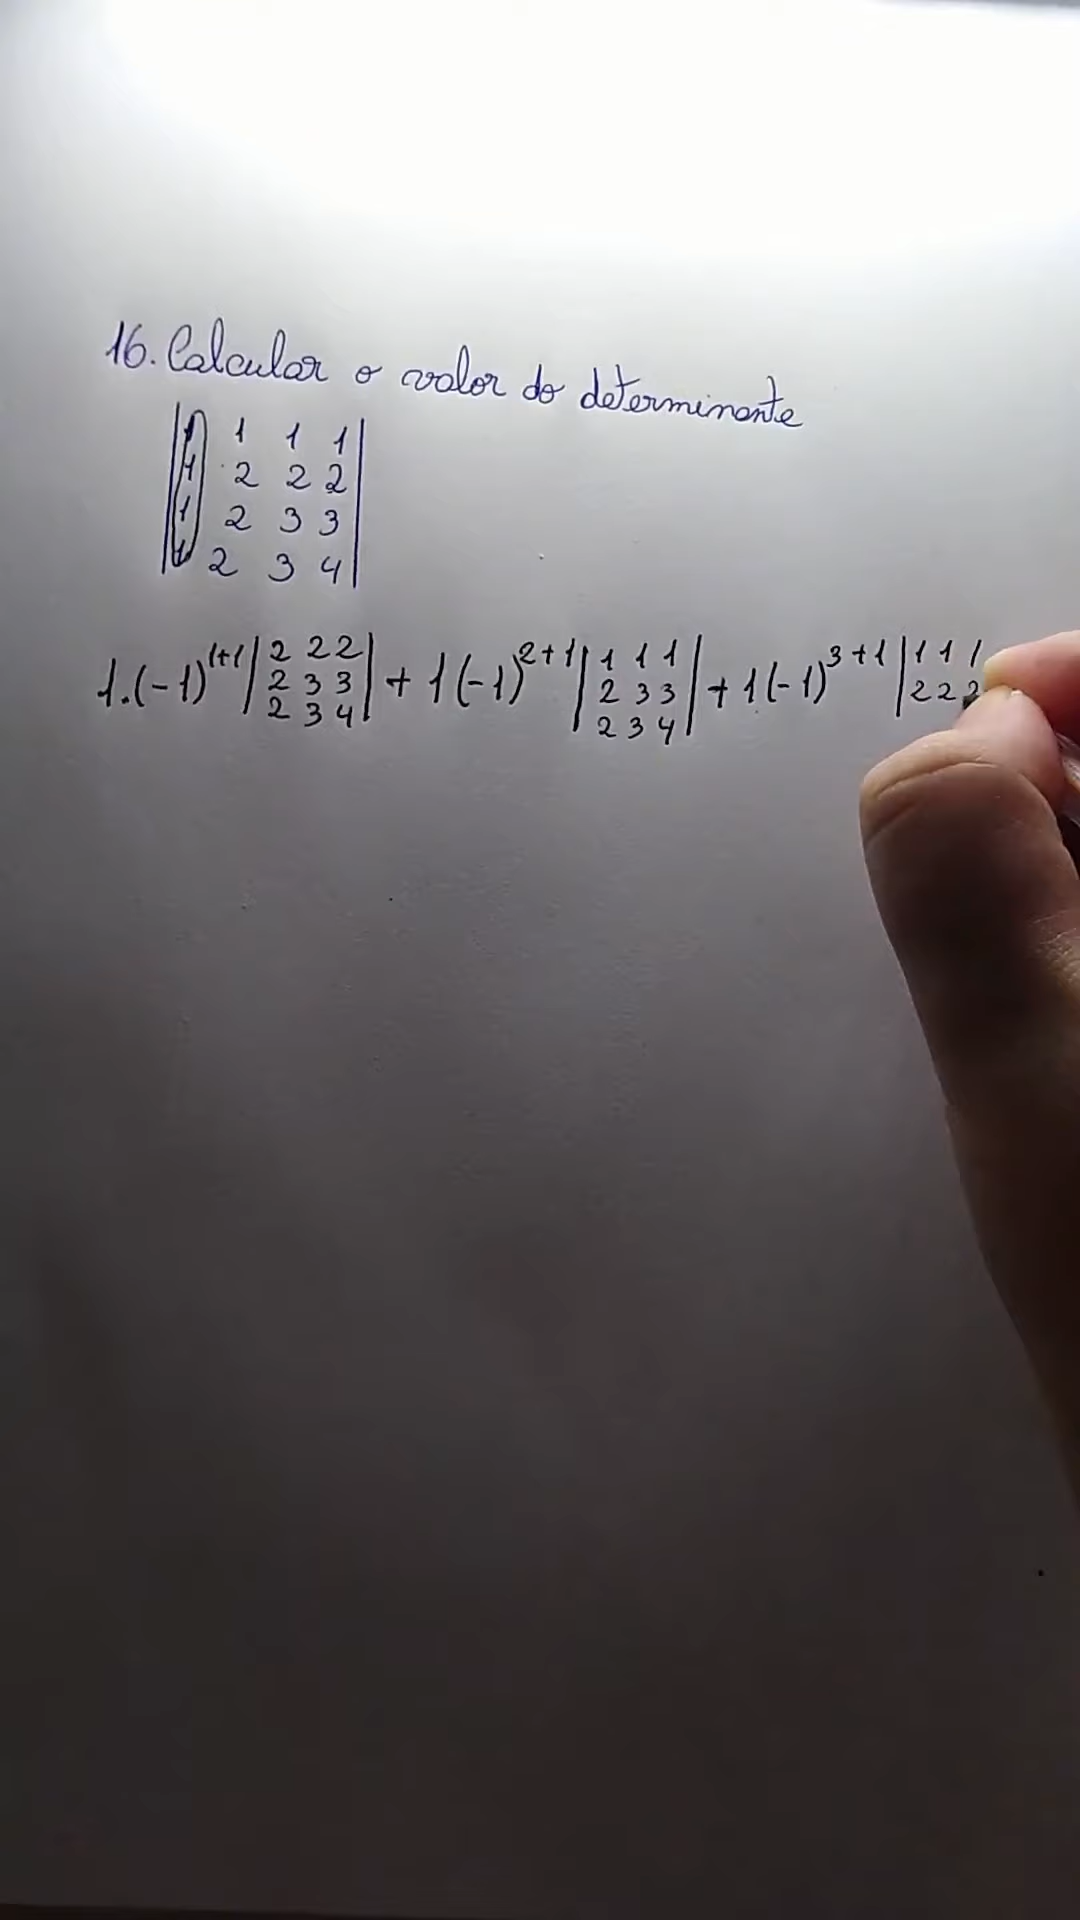 16. Calcular o valor do determinante
|1 1 1 1|
|1 2 2 2|
|1 2 3 3|
|1 2 3 4|
1.(-1)^1+1 |2 2 2| + 1(-1)^2+1 |1 1 1| + 1(-1)^3+1 |1 1 1
|2 3 3| |2 3 3| |2 2 2
|2 3 4| |2 3 4|